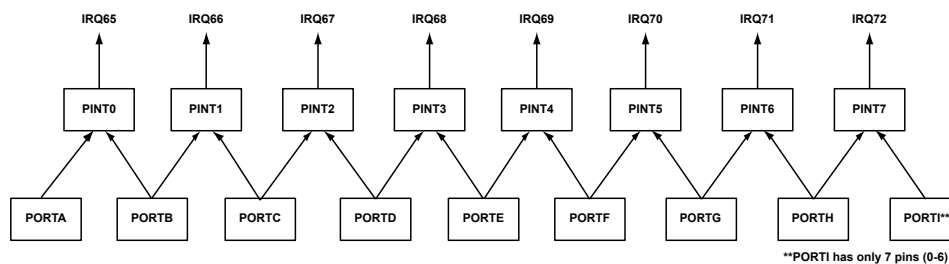 IRQ65 IRQ66 IRQ67 IRQ68 IRQ69 IRQ70 IRQ71 IRQ72
PINT0 PINT1 PINT2 PINT3 PINT4 PINT5 PINT6 PINT7
PORTA PORTB PORTC PORTD PORTE PORTF PORTG PORTH PORTI**
**PORTI has only 7 pins (0-6)